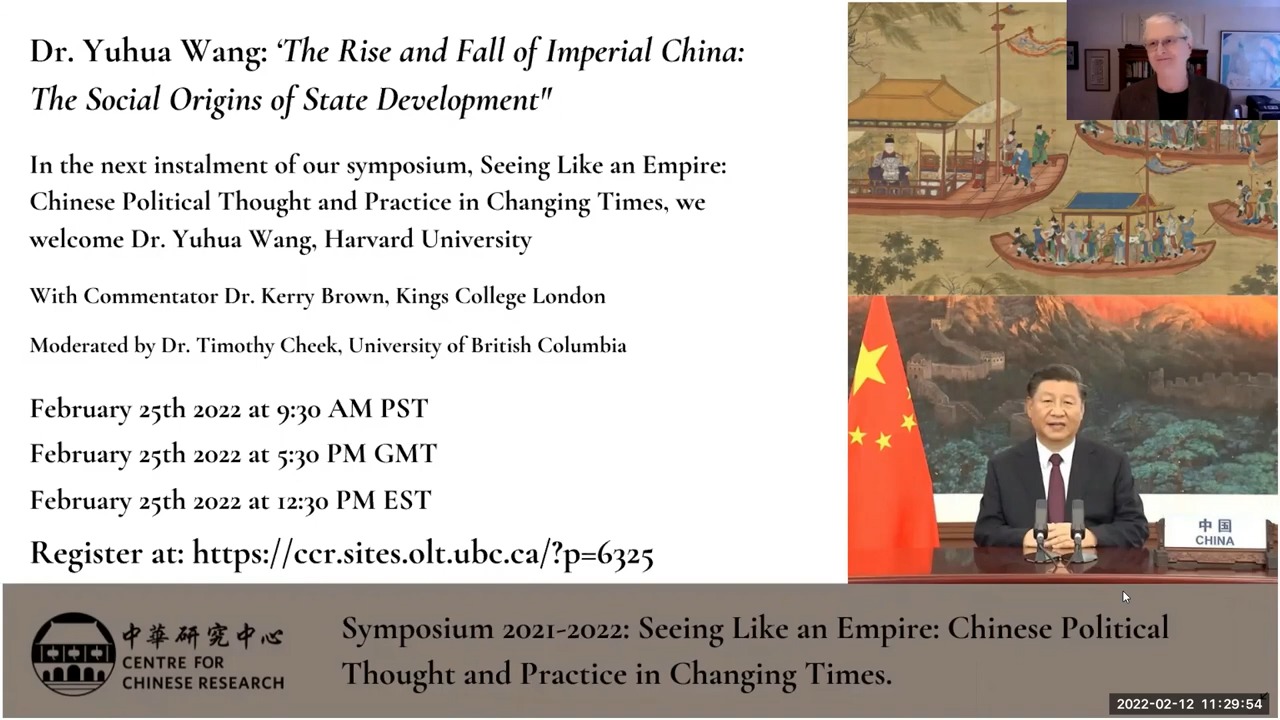 Dr. Yuhua Wang: ‘The Rise and Fall of Imperial China:
The Social Origins of State Development"
In the next instalment of our symposium, Seeing Like an Empire:
Chinese Political Thought and Practice in Changing Times, we
welcome Dr. Yuhua Wang, Harvard University
With Commentator Dr. Kerry Brown, Kings College London
Moderated by Dr. Timothy Cheek, University of British Columbia
February 25th 2022 at 9:30 AM PST
February 25th 2022 at 5:30 PM GMT
February 25th 2022 at 12:30 PM EST
Register at: https://ccr.sites.olt.ubc.ca/?p=6325
中国
CHINA
中華研究中心
CENTRE FOR
CHINESE RESEARCH
Symposium 2021-2022: Seeing Like an Empire: Chinese Political
Thought and Practice in Changing Times.
2022-02-12 11:29:54